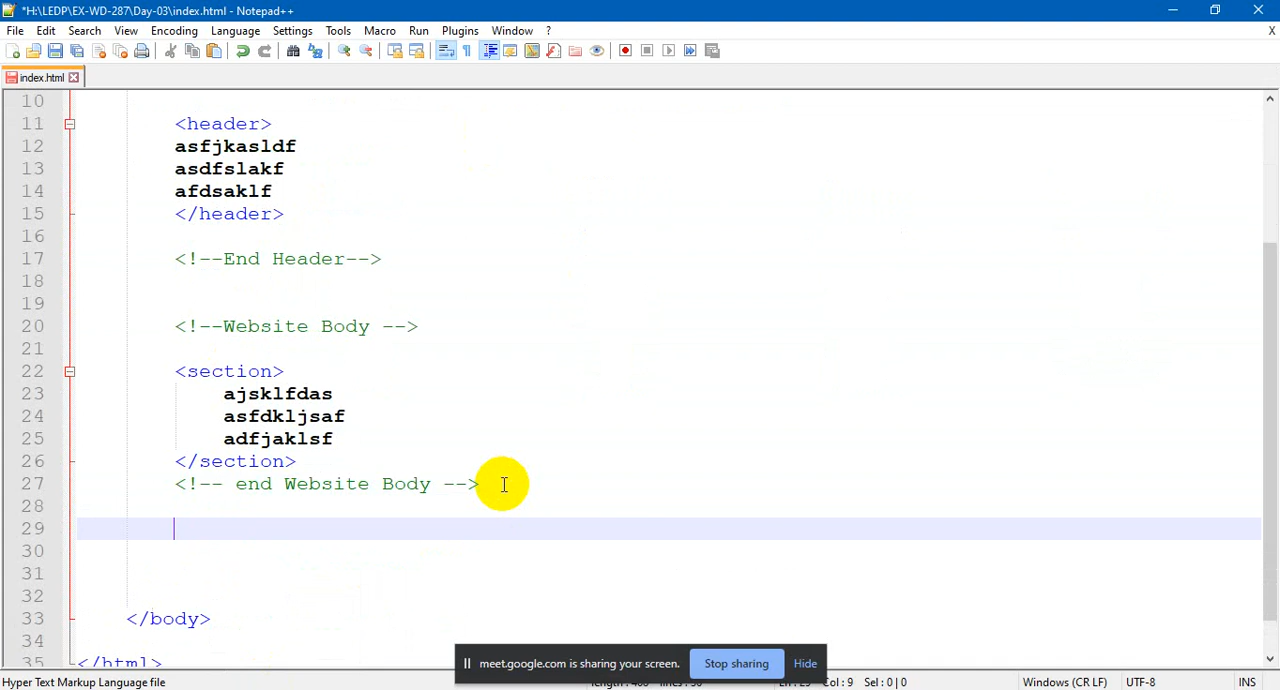 *H:\LEDP\EX-WD-287\Day-03\index.html - Notepad++
File Edit Search View Encoding Language Settings Tools Macro Run Plugins Window ? X
index.html
10
11 <header>
12 asfjkasldf
13 asdfslakf
14 afdsaklf
15 </header>
16
17 <!--End Header-->
18
19
20 <!--Website Body -->
21
22 <section>
23 ajsklfdas
24 asfdkljsaf
25 adfjaklsf
26 </section>
27 <!-- end Website Body -->
28
29
30
31
32
33 </body>
34
35 </html>
meet.google.com is sharing your screen. Stop sharing Hide
Hyper Text Markup Language file Col : 9 Sel : 0 | 0 Windows (CR LF) UTF-8 INS